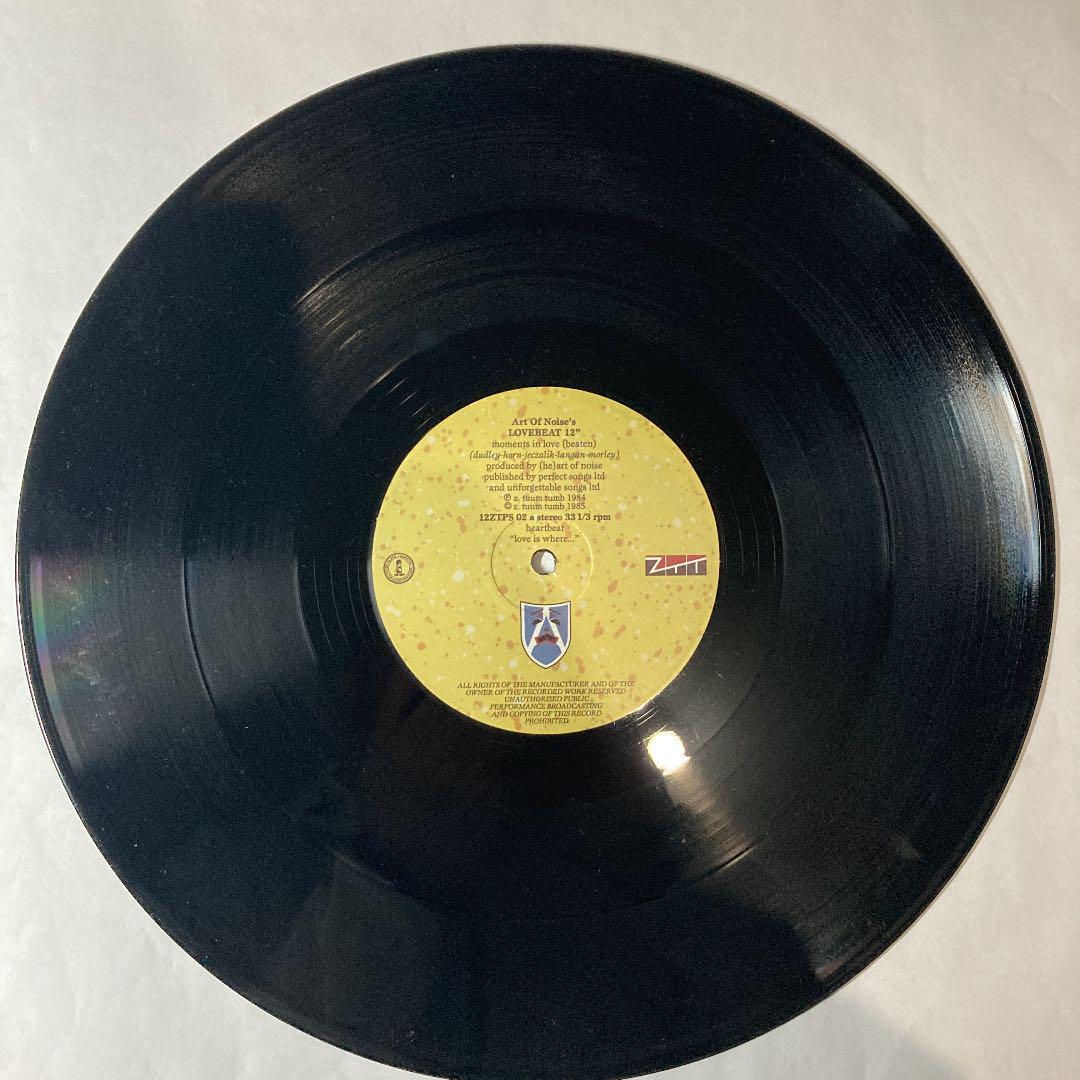 Art Of Noise's
LOVEBEAT 12"
moments in love (beaten)
(dudley-horn-jeczalik-langan-morley)
produced by (he)art of noise
published by perfect songs ltd
and unforgettable songs ltd
℗ z. tuum tumb 1984
© z. tuum tumb 1985
12ZTPS 02 a stereo 33 1/3 rpm
heartbeat
"love is where..."
ZTT
ALL RIGHTS OF THE MANUFACTURER AND OF THE
OWNER OF THE RECORDED WORK RESERVED
UNAUTHORISED PUBLIC
PERFORMANCE BROADCASTING
AND COPYING OF THIS RECORD
PROHIBITED